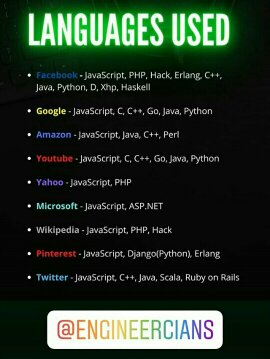 LANGUAGES USED
• Facebook - JavaScript, PHP, Hack, Erlang, C++,
Java, Python, D, Xhp, Haskell
• Google - JavaScript, C, C++, Go, Java, Python
• Amazon - JavaScript, Java, C++, Perl
• Youtube - JavaScript, C, C++, Go, Java, Python
• Yahoo - JavaScript, PHP
• Microsoft - JavaScript, ASP.NET
• Wikipedia - JavaScript, PHP, Hack
• Pinterest - JavaScript, Django(Python), Erlang
• Twitter - JavaScript, C++, Java, Scala, Ruby on Rails
@ENGINEERCIANS